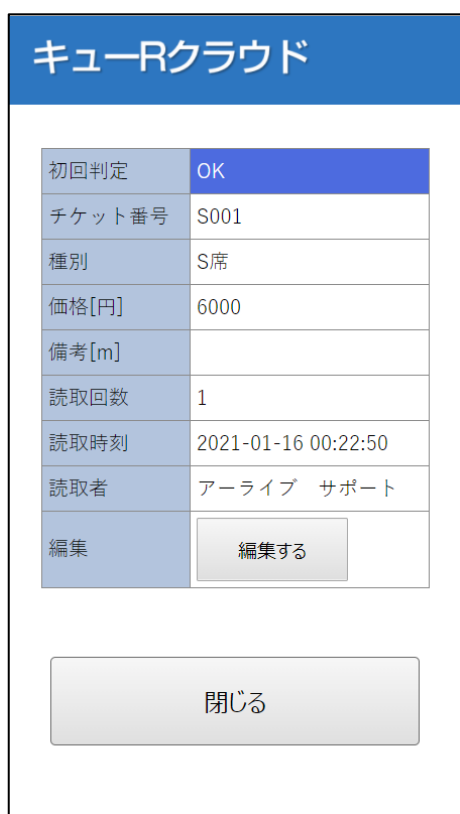 キューRクラウド
初回判定 OK
チケット番号 S001
種別 S席
価格[円] 6000
備考[m]
読取回数 1
読取時刻 2021-01-16 00:22:50
読取者 アーライブ　サポート
編集 編集する
閉じる